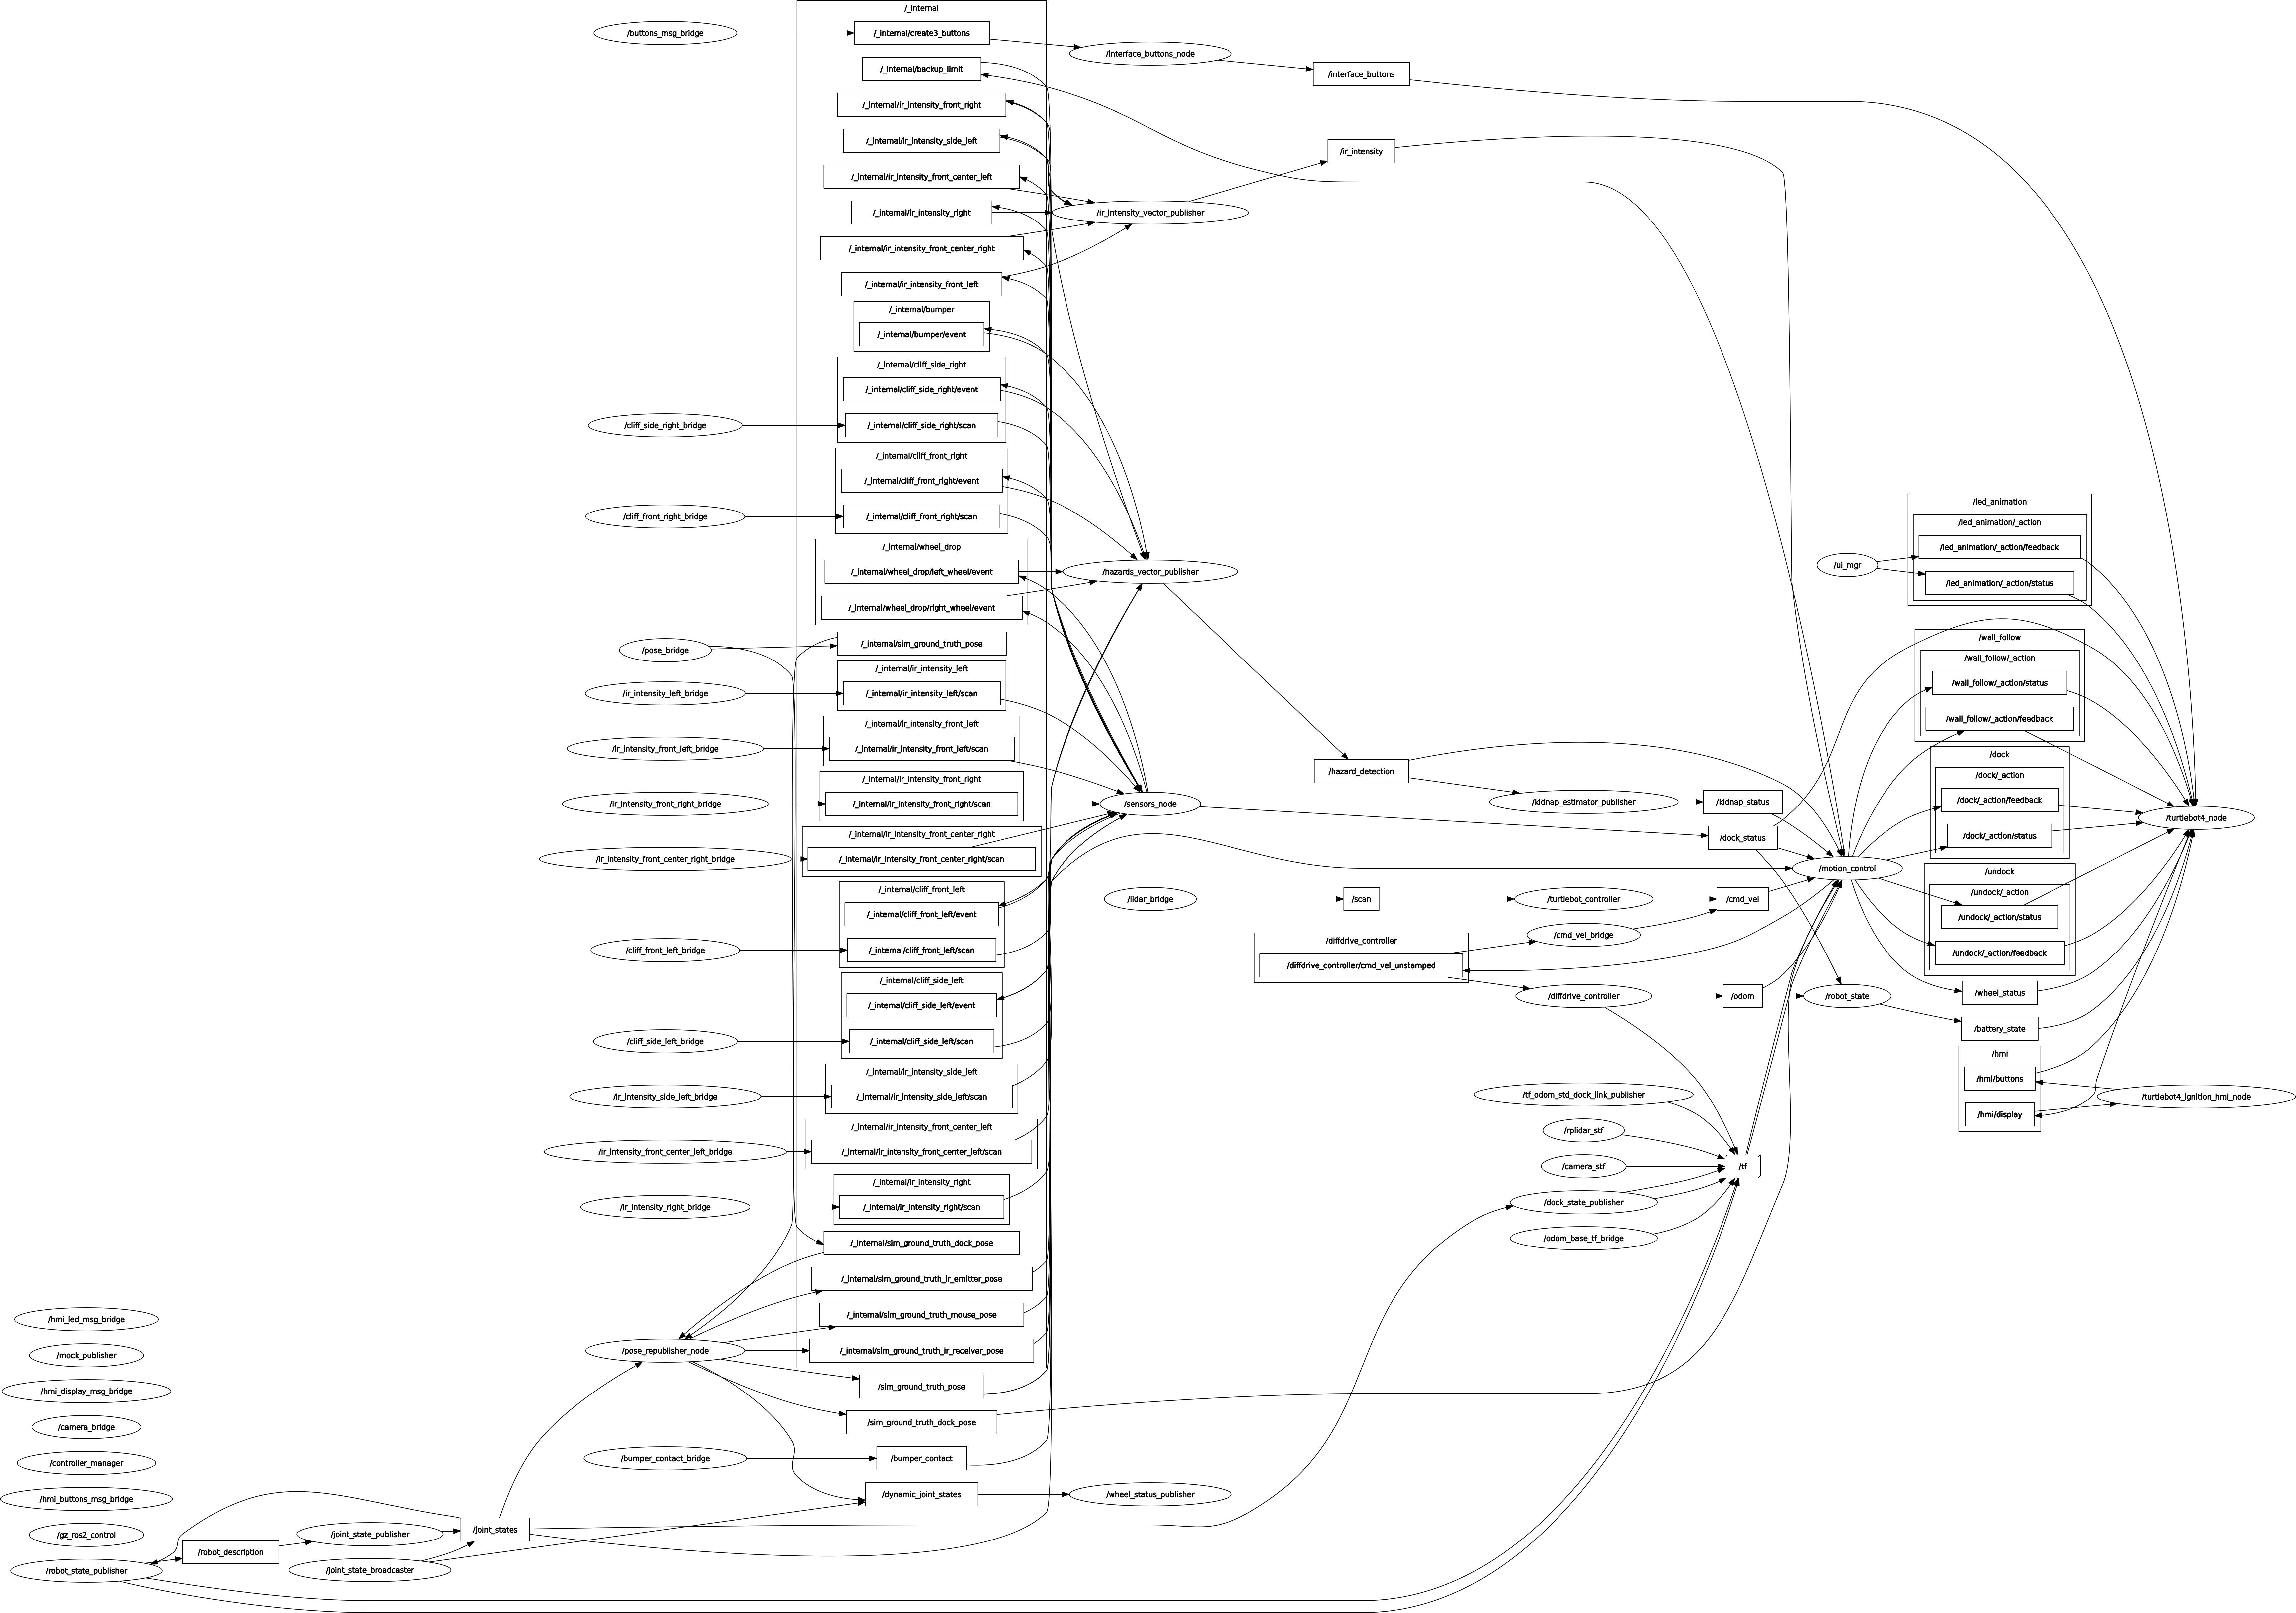 /_internal
/buttons_msg_bridge
/_internal/create3_buttons
/interface_buttons_node
/_internal/backup_limit
/interface_buttons
/_internal/ir_intensity_front_right
/_internal/ir_intensity_side_left
/ir_intensity
/_internal/ir_intensity_front_center_left
/_internal/ir_intensity_right
/ir_intensity_vector_publisher
/_internal/ir_intensity_front_center_right
/_internal/ir_intensity_front_left
/_internal/bumper
/_internal/bumper/event
/_internal/cliff_side_right
/_internal/cliff_side_right/event
/cliff_side_right_bridge
/_internal/cliff_side_right/scan
/_internal/cliff_front_right
/_internal/cliff_front_right/event
/cliff_front_right_bridge
/_internal/cliff_front_right/scan
/_internal/wheel_drop
/_internal/wheel_drop/left_wheel/event
/hazards_vector_publisher
/_internal/wheel_drop/right_wheel/event
/led_animation
/led_animation/_action
/led_animation/_action/feedback
/ui_mgr
/led_animation/_action/status
/pose_bridge
/_internal/sim_ground_truth_pose
/wall_follow
/wall_follow/_action
/_internal/ir_intensity_left
/wall_follow/_action/status
/ir_intensity_left_bridge
/_internal/ir_intensity_left/scan
/wall_follow/_action/feedback
/_internal/ir_intensity_front_left
/ir_intensity_front_left_bridge
/_internal/ir_intensity_front_left/scan
/dock
/hazard_detection
/dock/_action
/_internal/ir_intensity_front_right
/ir_intensity_front_right_bridge
/_internal/ir_intensity_front_right/scan
/sensors_node
/kidnap_estimator_publisher
/kidnap_status
/dock/_action/feedback
/turtlebot4_node
/_internal/ir_intensity_front_center_right
/dock_status
/dock/_action/status
/ir_intensity_front_center_right_bridge
/_internal/ir_intensity_front_center_right/scan
/motion_control
/undock
/_internal/cliff_front_left
/undock/_action
/lidar_bridge
/scan
/turtlebot_controller
/cmd_vel
/_internal/cliff_front_left/event
/undock/_action/status
/cmd_vel_bridge
/diffdrive_controller
/cliff_front_left_bridge
/_internal/cliff_front_left/scan
/undock/_action/feedback
/diffdrive_controller/cmd_vel_unstamped
/_internal/cliff_side_left
/diffdrive_controller
/odom
/robot_state
/wheel_status
/_internal/cliff_side_left/event
/battery_state
/cliff_side_left_bridge
/_internal/cliff_side_left/scan
/hmi
/_internal/ir_intensity_side_left
/hmi/buttons
/ir_intensity_side_left_bridge
/_internal/ir_intensity_side_left/scan
/tf_odom_std_dock_link_publisher
/turtlebot4_ignition_hmi_node
/hmi/display
/_internal/ir_intensity_front_center_left
/rplidar_stf
/ir_intensity_front_center_left_bridge
/_internal/ir_intensity_front_center_left/scan
/camera_stf
/tf
/_internal/ir_intensity_right
/dock_state_publisher
/ir_intensity_right_bridge
/_internal/ir_intensity_right/scan
/odom_base_tf_bridge
/_internal/sim_ground_truth_dock_pose
/_internal/sim_ground_truth_ir_emitter_pose
/hmi_led_msg_bridge
/_internal/sim_ground_truth_mouse_pose
/mock_publisher
/pose_republisher_node
/_internal/sim_ground_truth_ir_receiver_pose
/hmi_display_msg_bridge
/sim_ground_truth_pose
/camera_bridge
/sim_ground_truth_dock_pose
/controller_manager
/bumper_contact_bridge
/bumper_contact
/hmi_buttons_msg_bridge
/dynamic_joint_states
/wheel_status_publisher
/gz_ros2_control
/joint_state_publisher
/joint_states
/robot_description
/robot_state_publisher
/joint_state_broadcaster